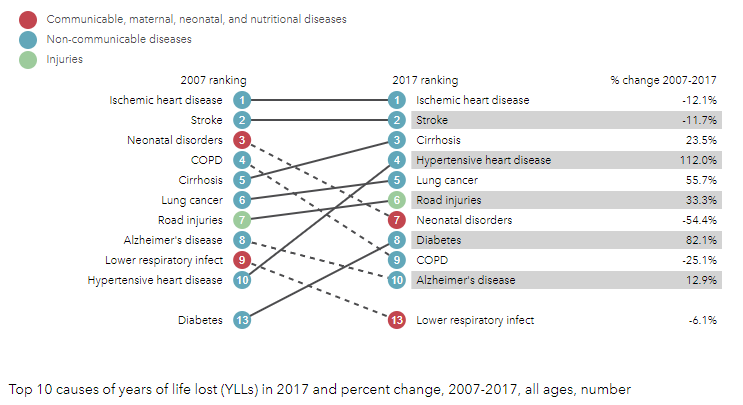 Communicable, maternal, neonatal, and nutritional diseases
Non-communicable diseases
Injuries
2007 ranking 2017 ranking % change 2007-2017
Ischemic heart disease 1 1 Ischemic heart disease -12.1%
Stroke 2 2 Stroke -11.7%
Neonatal disorders 3 3 Cirrhosis 23.5%
COPD 4 4 Hypertensive heart disease 112.0%
Cirrhosis 5 5 Lung cancer 55.7%
Lung cancer 6 6 Road injuries 33.3%
Road injuries 7 7 Neonatal disorders -54.4%
Alzheimer's disease 8 8 Diabetes 82.1%
Lower respiratory infect 9 9 COPD -25.1%
Hypertensive heart disease 10 10 Alzheimer's disease 12.9%
Diabetes 13 13 Lower respiratory infect -6.1%
Top 10 causes of years of life lost (YLLs) in 2017 and percent change, 2007-2017, all ages, number